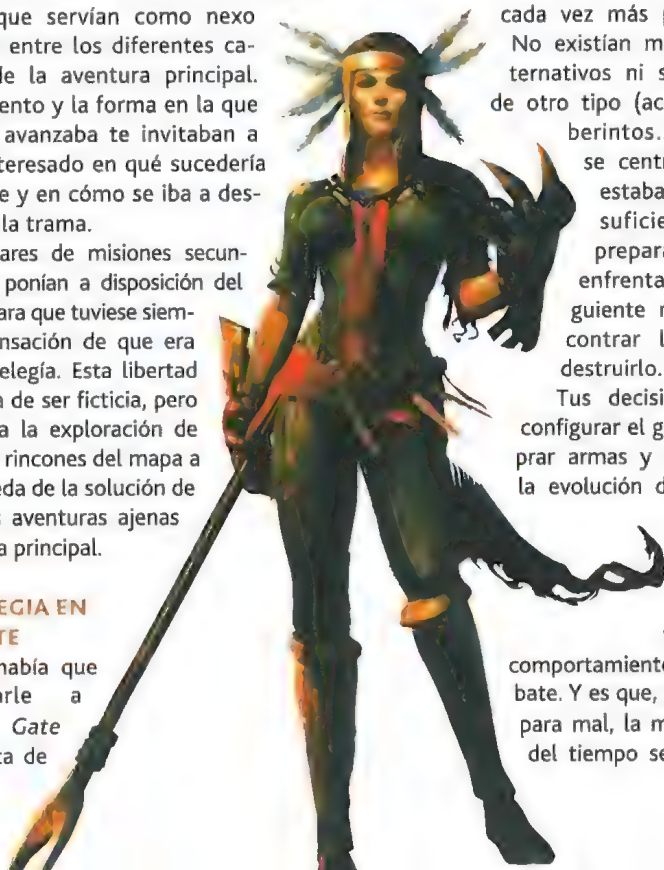 que servían como nexo
entre los diferentes ca-
de la aventura principal.
ento y la forma en la que
avanzaba te invitaban a
teresado en qué sucedería
e y en cómo se iba a des-
la trama.
ares de misiones secun-
ponían a disposición del
ara que tuviese siem-
nsación de que era
elegía. Esta libertad
a de ser ficticia, pero
a la exploración de
rincones del mapa a
eda de la solución de
aventuras ajenas
a principal.
EGIA EN
TE
había que
arle a
Gate
ta de
cada vez más
No existían m
ternativos ni s
de otro tipo (ac
berintos.
se centr
estaba
suficie
prepara
enfrenta
guiente
contrar l
destruirlo.
Tus decisi
configurar el g
prar armas y
la evolución d
comportamiento
bate. Y es que,
para mal, la m
del tiempo se